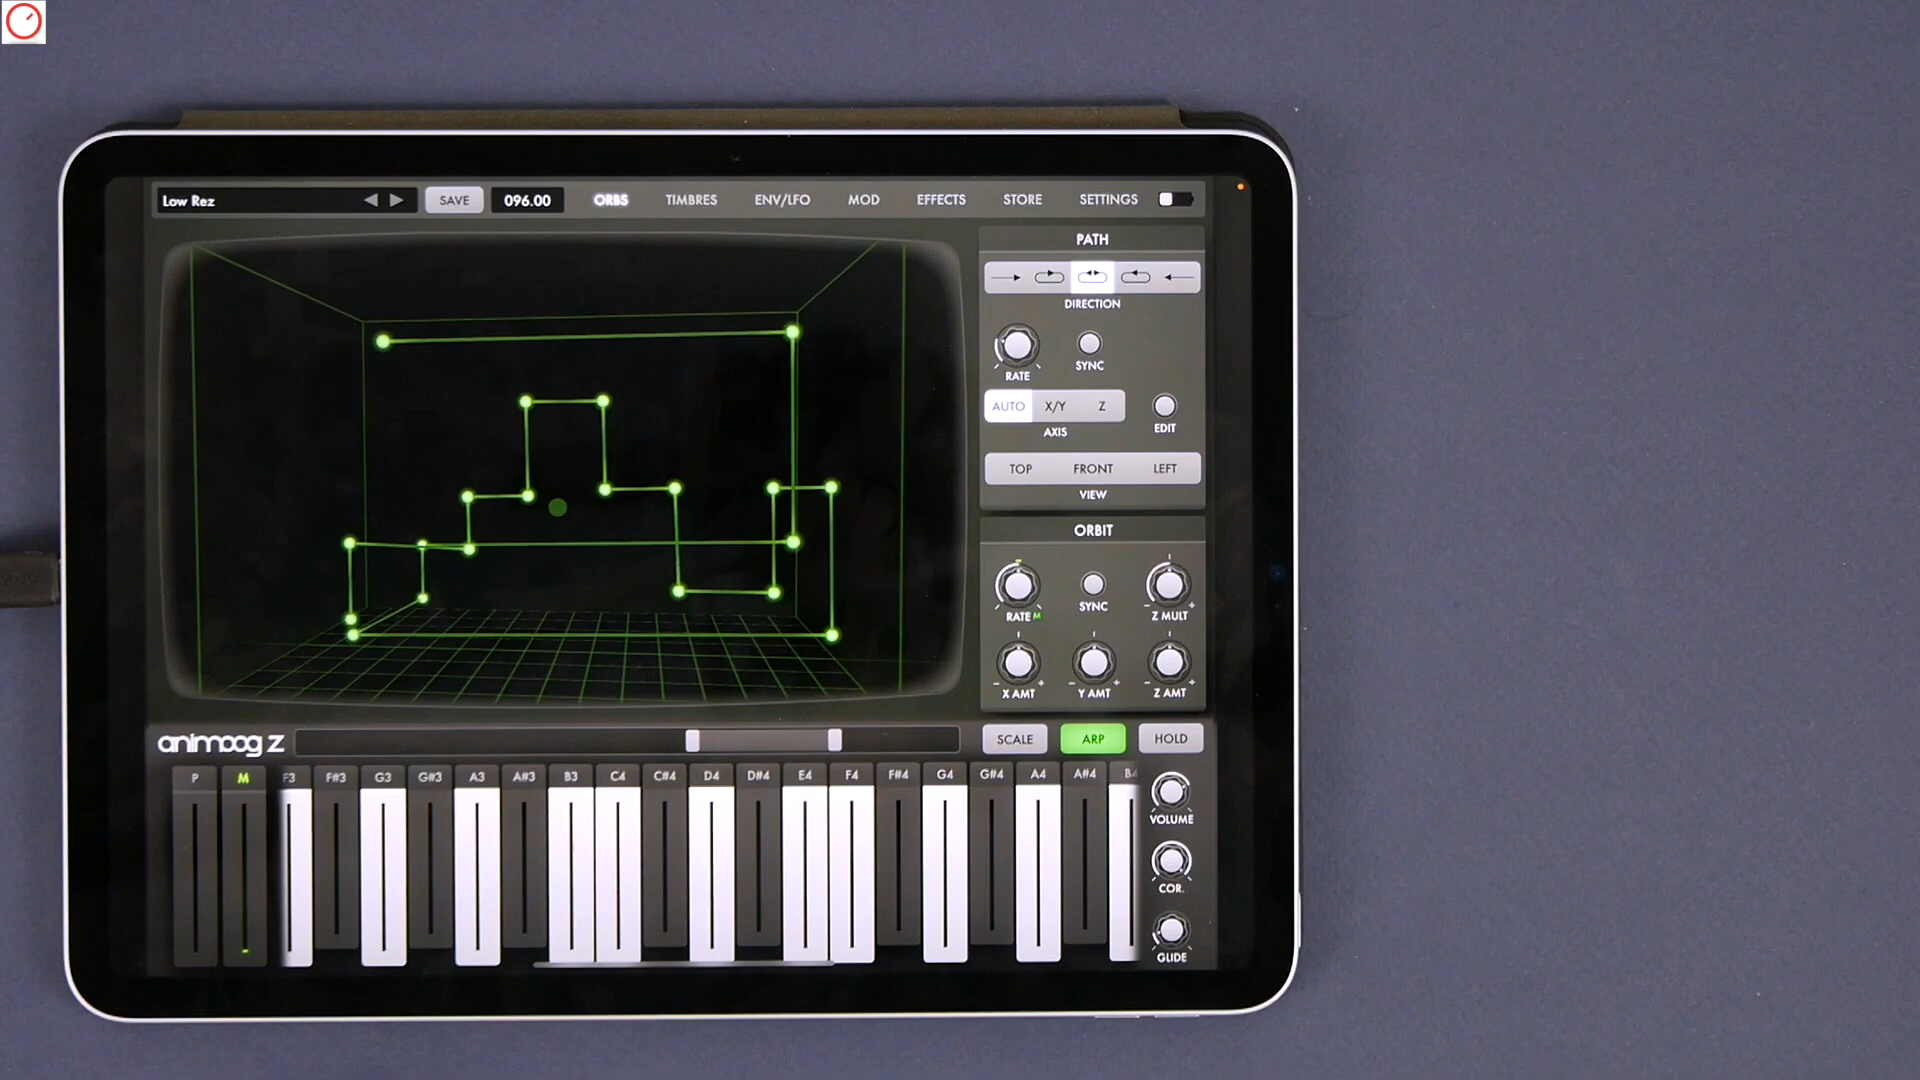 Low Rez SAVE 096.00 ORBS TIMBRES ENV/LFO MOD EFFECTS STORE SETTINGS
PATH
DIRECTION
RATE SYNC
AUTO X/Y Z
AXIS EDIT
TOP FRONT LEFT
VIEW
ORBIT
RATE M SYNC Z MULT
X AMT Y AMT Z AMT
animoog z SCALE ARP HOLD
P M F3 F#3 G3 G#3 A3 A#3 B3 C4 C#4 D4 D#4 E4 F4 F#4 G4 G#4 A4 A#4 B4
VOLUME
COR.
GLIDE